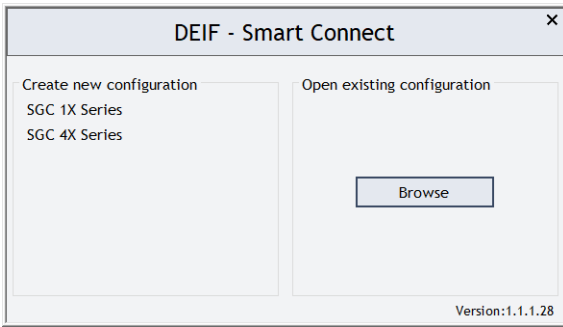 DEIF - Smart Connect
×
Create new configuration
SGC 1X Series
SGC 4X Series
Open existing configuration
Browse
Version:1.1.1.28